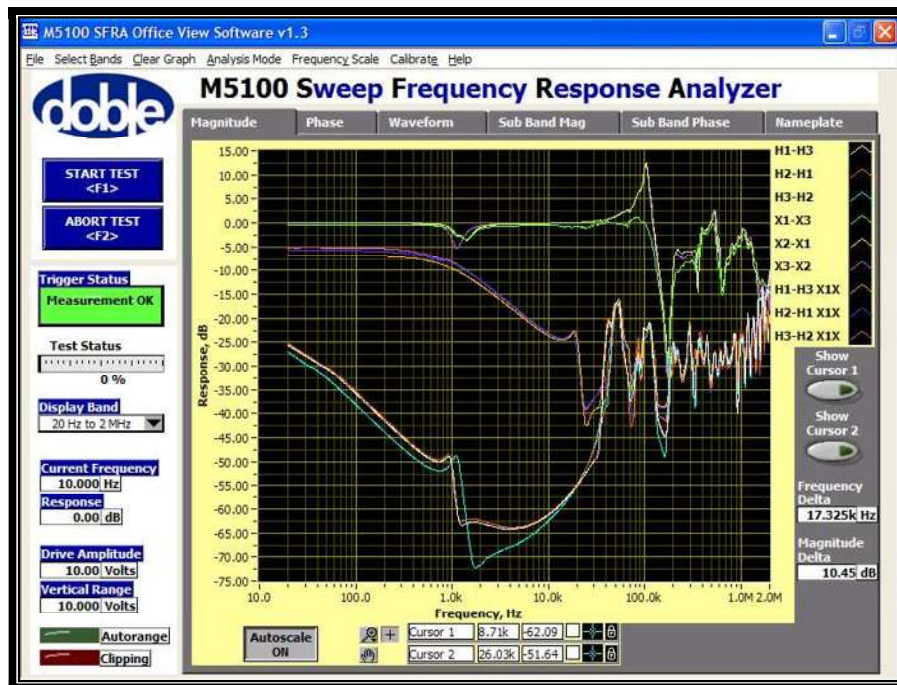 M5100 SFRA Office View Software v1.3
File Select Bands Clear Graph Analysis Mode Frequency Scale Calibrate Help
doble
M5100 Sweep Frequency Response Analyzer
Magnitude Phase Waveform Sub Band Mag Sub Band Phase Nameplate
START TEST
<F1>
ABORT TEST
<F2>
Trigger Status
Measurement OK
Test Status
0 %
Display Band
20 Hz to 2 MHz
Current Frequency
10.000 Hz
Response
0.00 dB
Drive Amplitude
10.00 Volts
Vertical Range
10.000 Volts
Autorange
Clipping
Response, dB
15.00
10.00
5.00
0.00
-5.00
-10.00
-15.00
-20.00
-25.00
-30.00
-35.00
-40.00
-45.00
-50.00
-55.00
-60.00
-65.00
-70.00
-75.00
10.0 100.0 1.0k 10.0k 100.0k 1.0M 2.0M
Frequency, Hz
H1-H3
H2-H1
H3-H2
X1-X3
X2-X1
X3-X2
H1-H3 X1X
H2-H1 X1X
H3-H2 X1X
Show
Cursor 1
Show
Cursor 2
Frequency
Delta
17.325k Hz
Magnitude
Delta
10.45 dB
Autoscale
ON
Cursor 1 8.71k -62.09
Cursor 2 26.03k -51.64